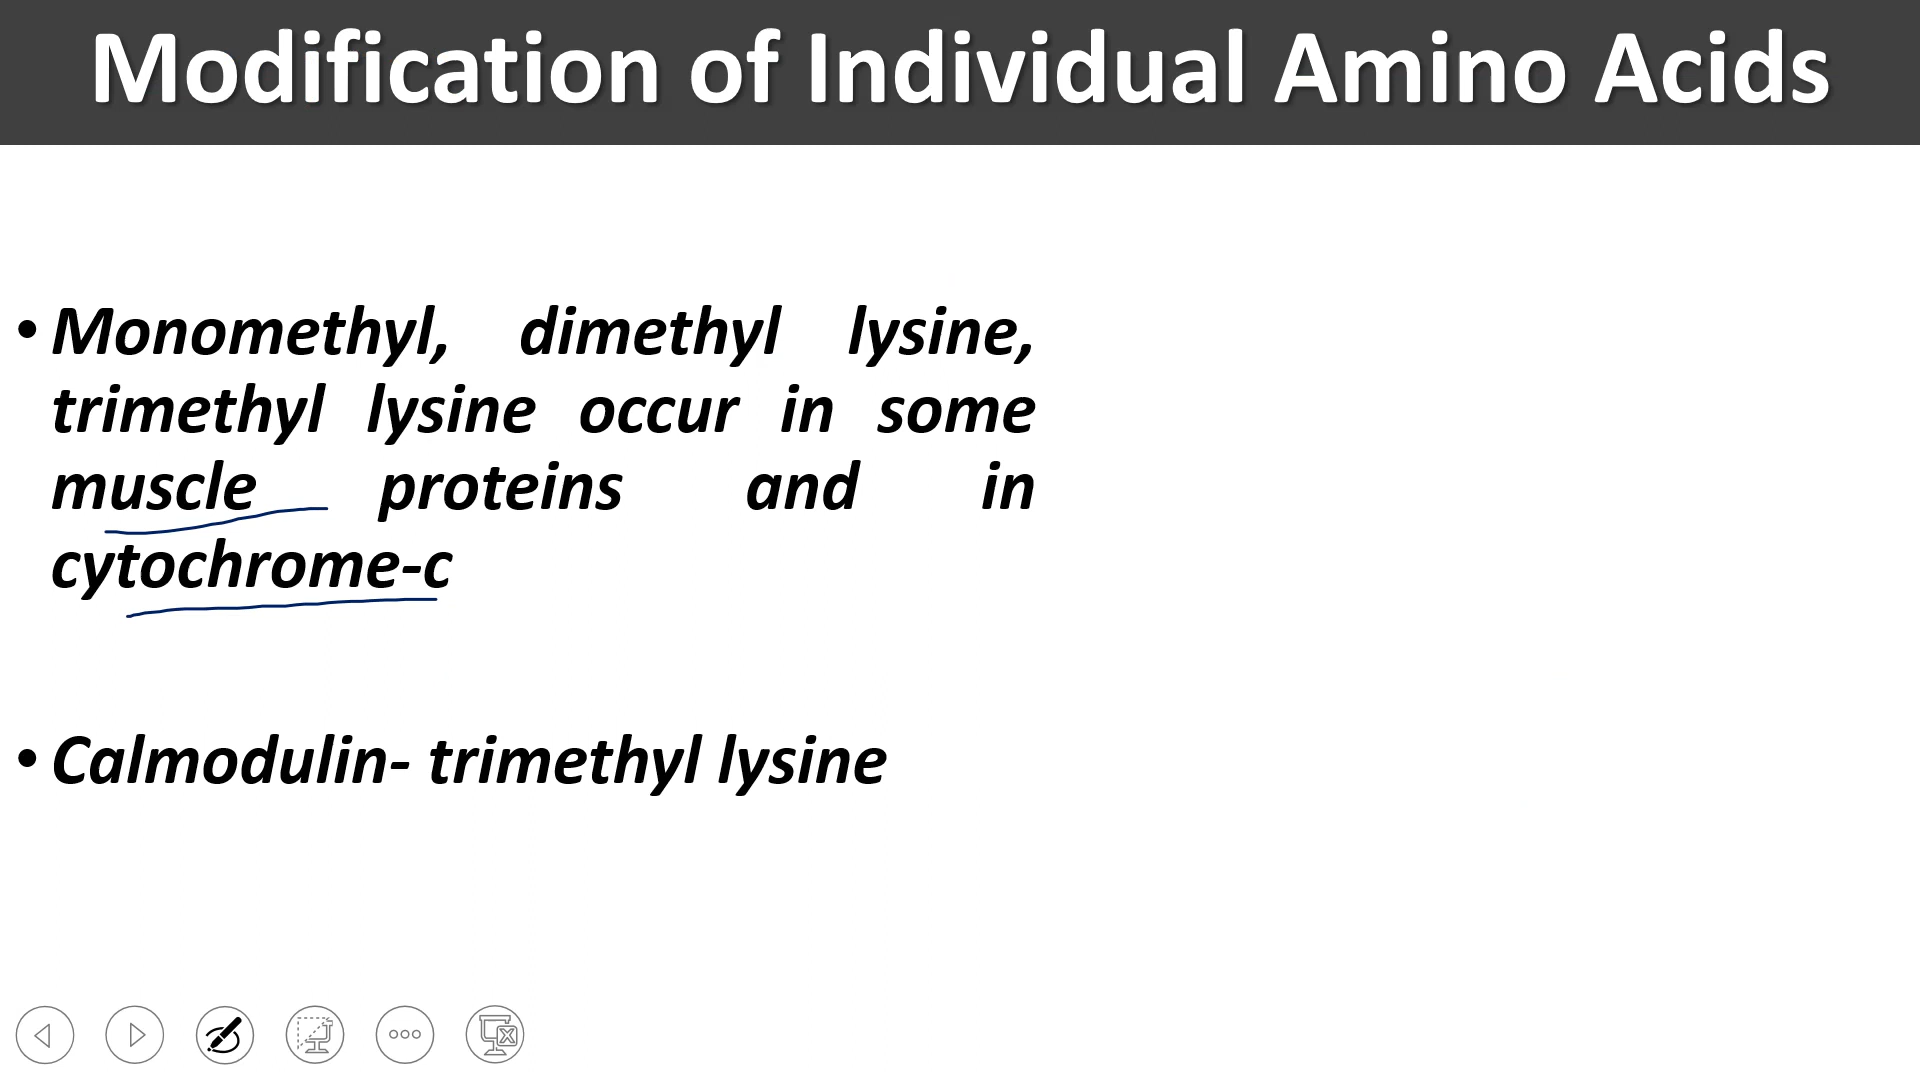 Modification of Individual Amino Acids
• Monomethyl, dimethyl lysine,
trimethyl lysine occur in some
muscle proteins and in
cytochrome-c
• Calmodulin- trimethyl lysine